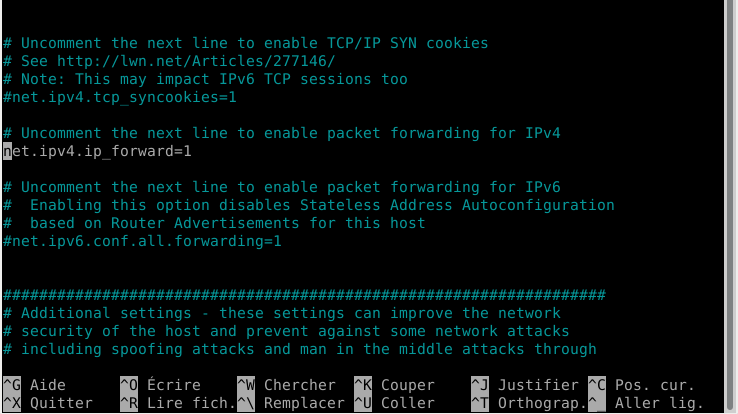 # Uncomment the next line to enable TCP/IP SYN cookies
# See http://lwn.net/Articles/277146/
# Note: This may impact IPv6 TCP sessions too
#net.ipv4.tcp_syncookies=1
# Uncomment the next line to enable packet forwarding for IPv4
net.ipv4.ip_forward=1
# Uncomment the next line to enable packet forwarding for IPv6
#  Enabling this option disables Stateless Address Autoconfiguration
#  based on Router Advertisements for this host
#net.ipv6.conf.all.forwarding=1
###################################################################
# Additional settings - these settings can improve the network
# security of the host and prevent against some network attacks
# including spoofing attacks and man in the middle attacks through
^G Aide ^O Écrire ^W Chercher ^K Couper ^J Justifier ^C Pos. cur.
^X Quitter ^R Lire fich. ^\ Remplacer ^U Coller ^T Orthograp. ^_ Aller lig.